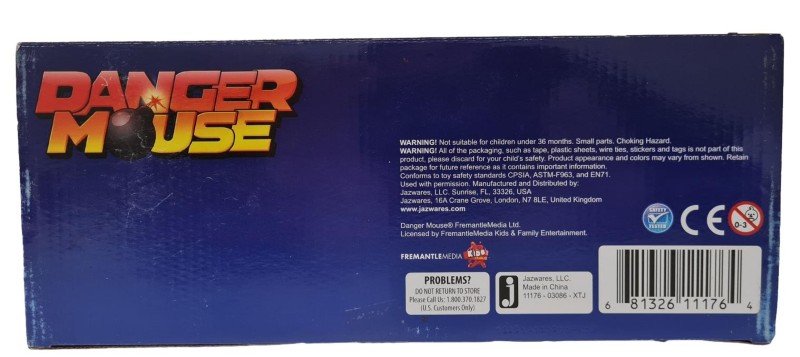 DANGER
MOUSE
WARNING! Not suitable for children under 36 months. Small parts. Choking Hazard.
WARNING! All of the packaging, such as tape, plastic sheets, wire ties, stickers and tags is not part of this
product, please discard for your child's safety. Product appearance and colors may vary from shown. Retain
package for future reference as it contains important information.
Conforms to toy safety standards CPSIA, ASTM-F963, and EN71.
Used with permission. Manufactured and Distributed by:
Jazwares, LLC. Sunrise, FL, 33326, USA
Jazwares, 16A Crane Grove, London, N7 8LE, United Kingdom
www.jazwares.com
Danger Mouse® FremantleMedia Ltd.
Licensed by FremantleMedia Kids & Family Entertainment.
SAFETY
TESTED
CE
0-3
FREMANTLEMEDIA KIDS
PROBLEMS?
DO NOT RETURN TO STORE
Please Call Us: 1.800.370.1827
(U.S. Customers Only)
j
Jazwares, LLC.
Made in China
11176 - 03086 - XTJ
6 81326 11176 4